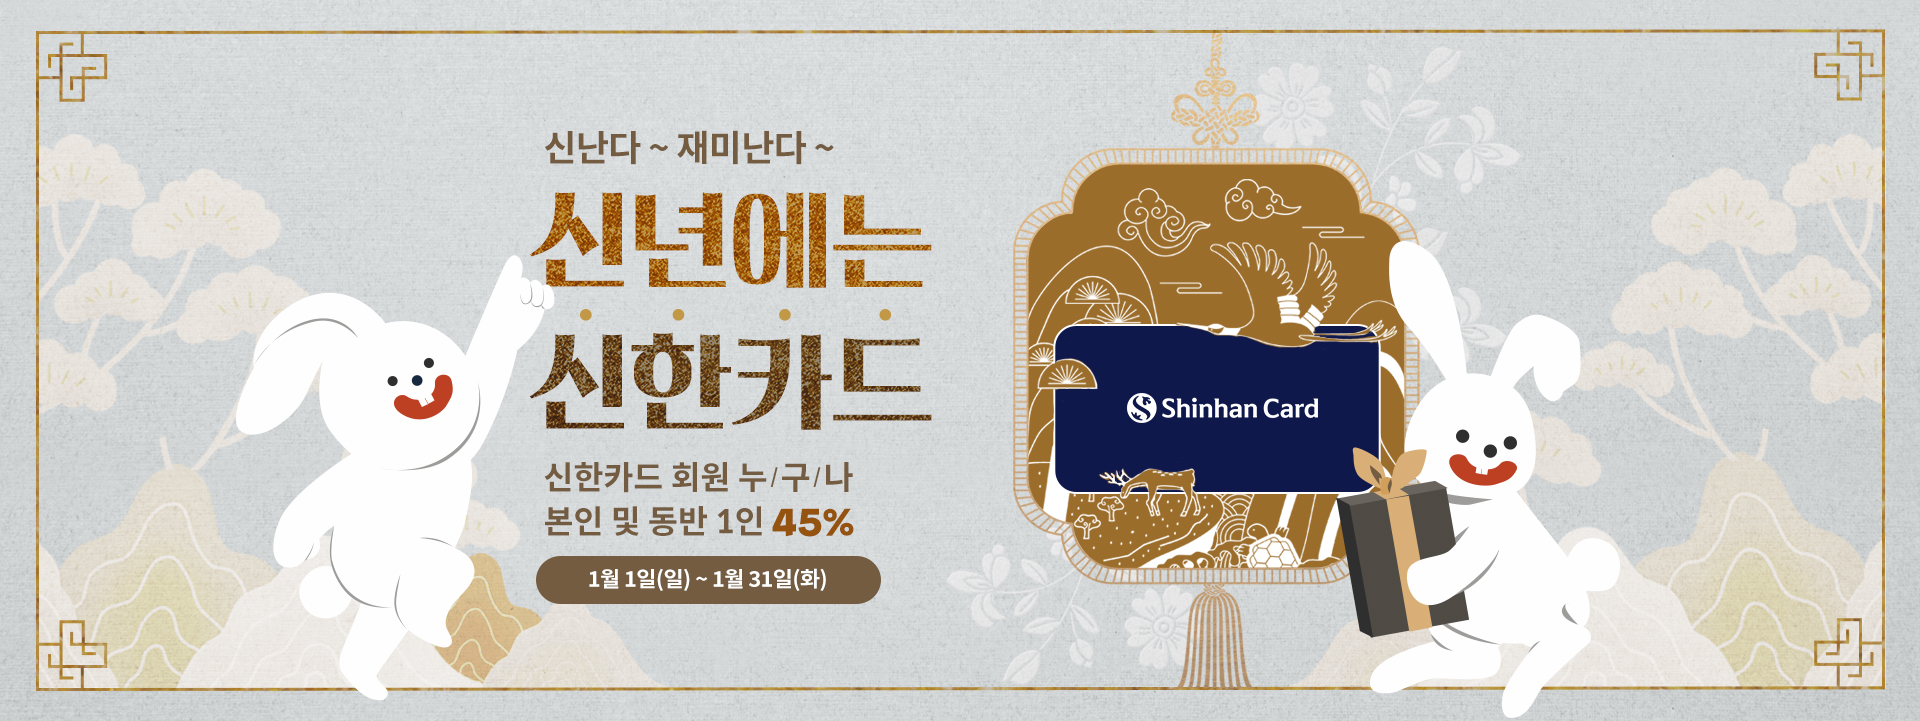 신난다 ~ 재미난다 ~
신년에는
신한카드
신한카드 회원 누/구/나
본인 및 동반 1인 45%
1월 1일(일) ~ 1월 31일(화)
Shinhan Card